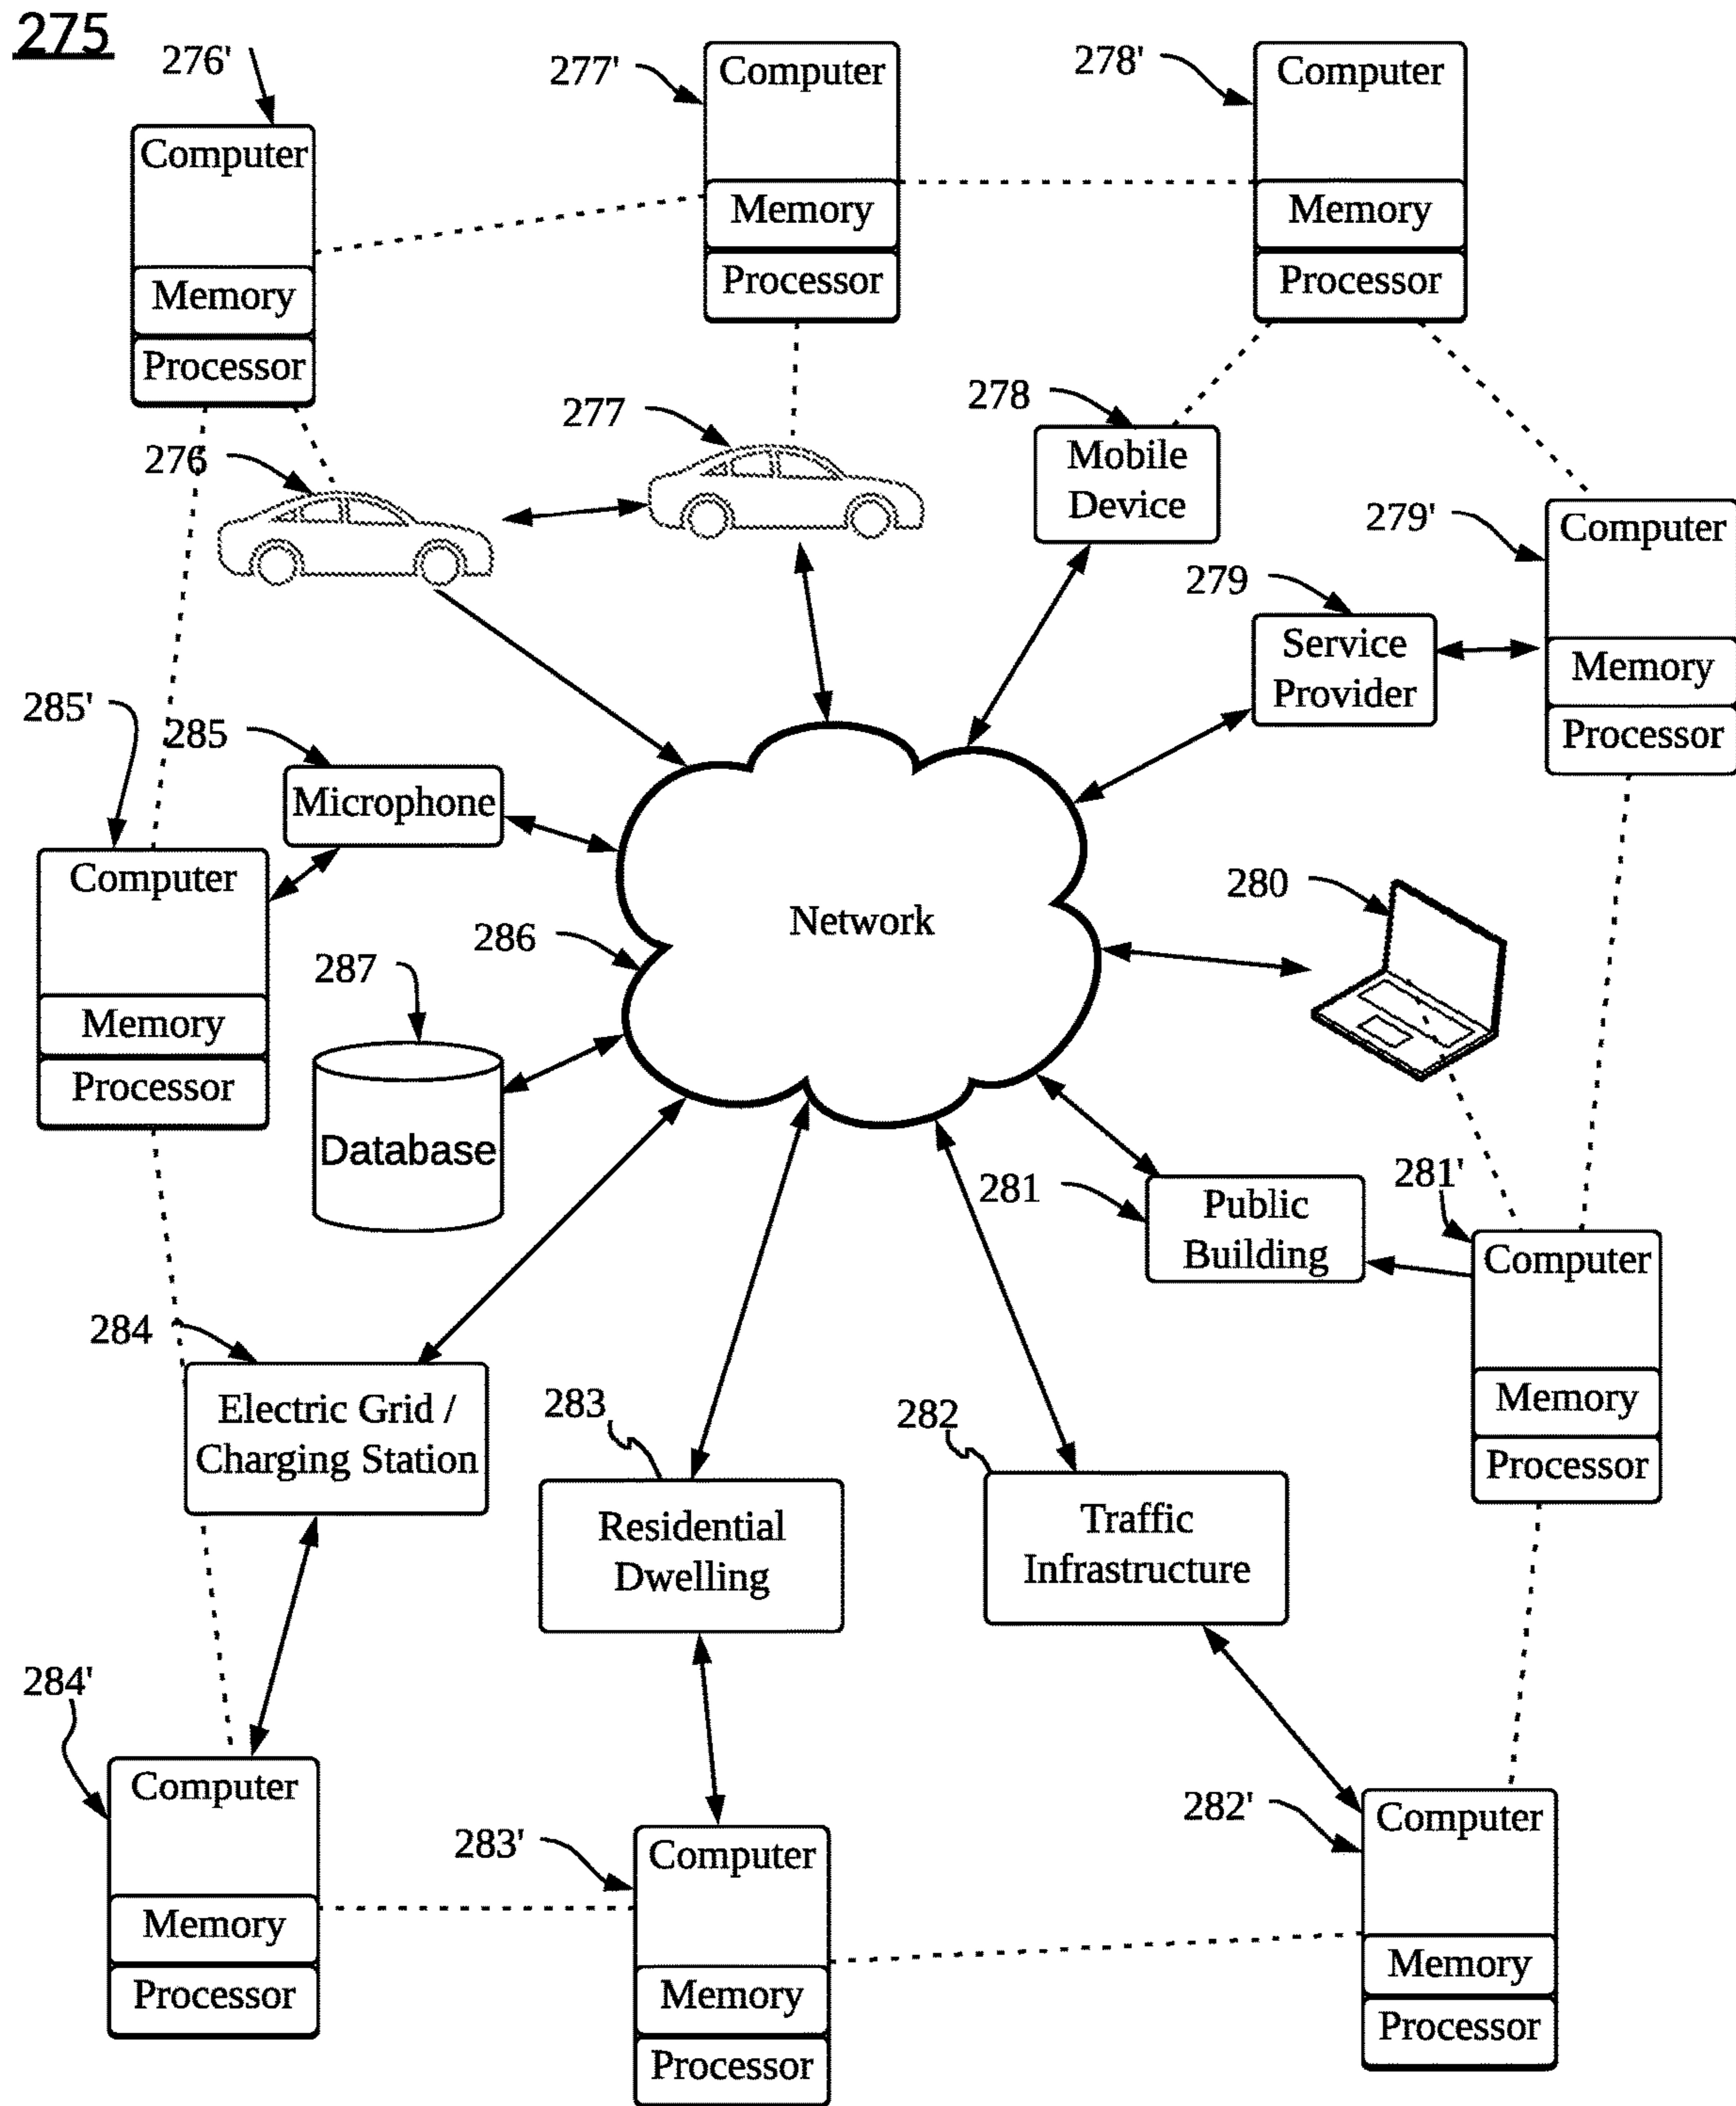 275
276'
277'
278'
Computer
Memory
Processor
Computer
Memory
Processor
Computer
Memory
Processor
276
277
278
Mobile
Device
279'
Computer
Memory
Processor
279
Service
Provider
285'
285
Microphone
Computer
Memory
Processor
286
Network
280
287
Database
281
Public
Building
281'
Computer
Memory
Processor
284
Electric Grid /
Charging Station
283
Residential
Dwelling
282
Traffic
Infrastructure
284'
Computer
Memory
Processor
283'
Computer
Memory
Processor
282'
Computer
Memory
Processor